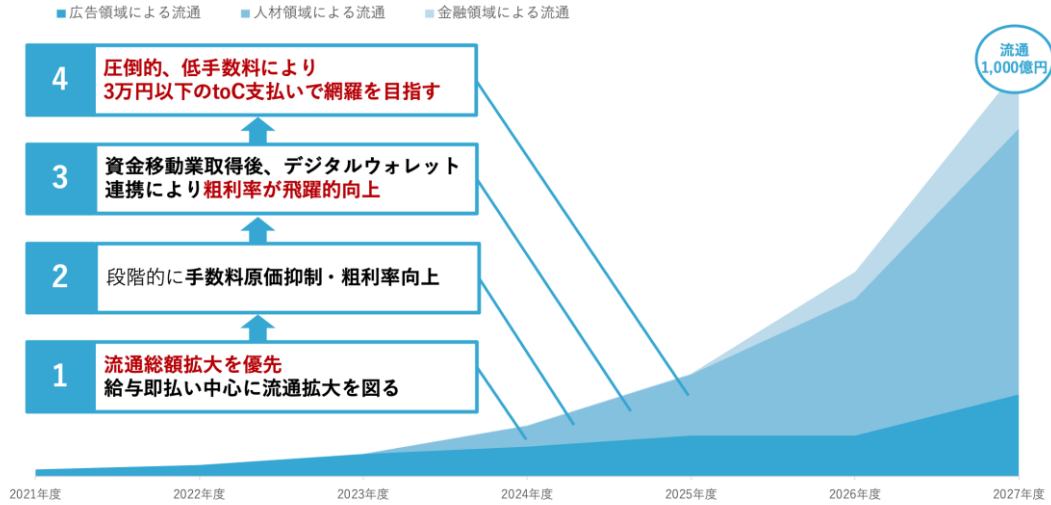 広告領域による流通 人材領域による流通 金融領域による流通
流通
1,000億円
4
圧倒的、低手数料により
3万円以下のtoC支払いで網羅を目指す
3
資金移動業取得後、デジタルウォレット
連携により粗利率が飛躍的向上
2
段階的に手数料原価抑制・粗利率向上
1
流通総額拡大を優先
給与即払い中心に流通拡大を図る
2021年度 2022年度 2023年度 2024年度 2025年度 2026年度 2027年度